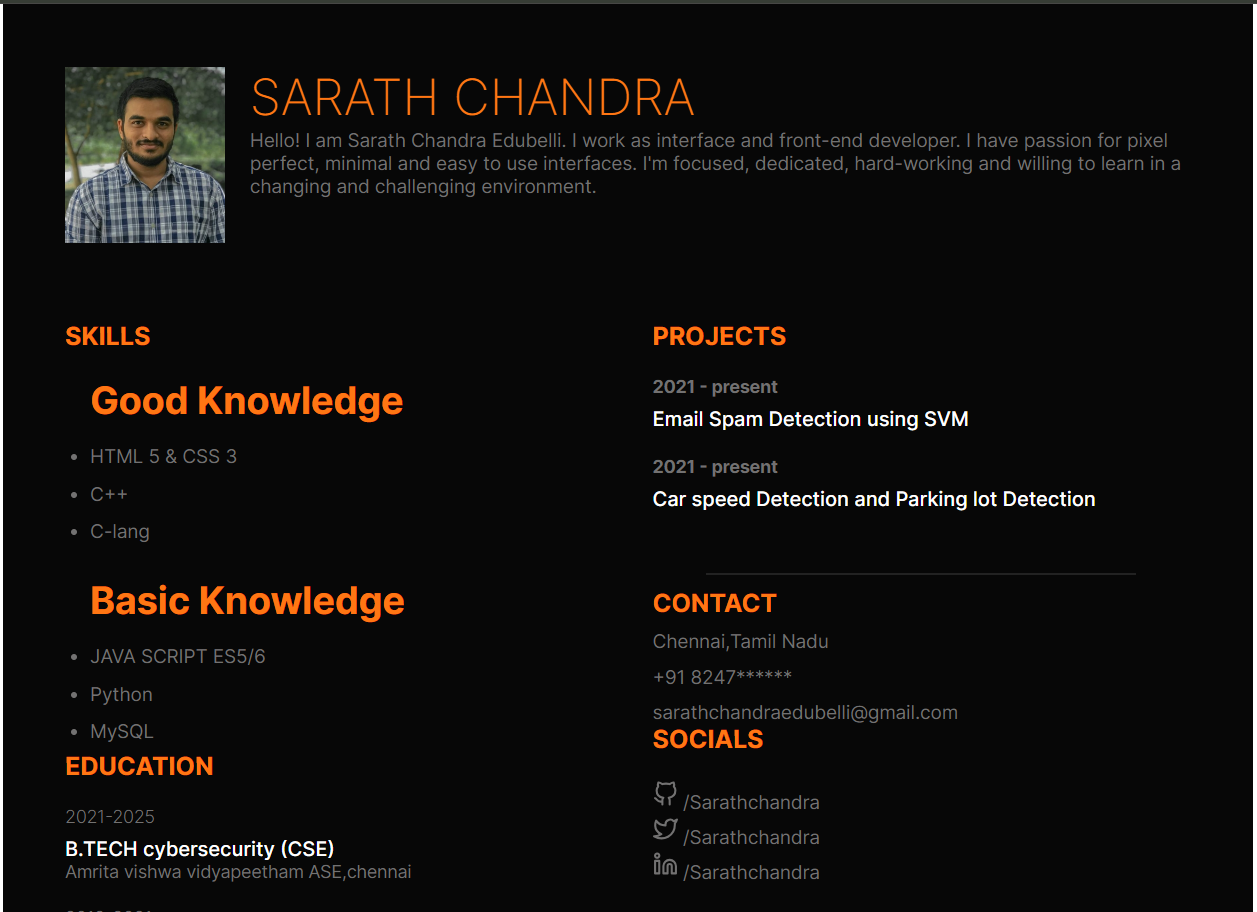 SARATH CHANDRA
Hello! I am Sarath Chandra Edubelli. I work as interface and front-end developer. I have passion for pixel
perfect, minimal and easy to use interfaces. I'm focused, dedicated, hard-working and willing to learn in a
changing and challenging environment.
SKILLS
Good Knowledge
• HTML 5 & CSS 3
• C++
• C-lang
Basic Knowledge
• JAVA SCRIPT ES5/6
• Python
• MySQL
EDUCATION
2021-2025
B.TECH cybersecurity (CSE)
Amrita vishwa vidyapeetham ASE,chennai
PROJECTS
2021 - present
Email Spam Detection using SVM
2021 - present
Car speed Detection and Parking lot Detection
CONTACT
Chennai,Tamil Nadu
+91 8247******
sarathchandraedubelli@gmail.com
SOCIALS
/Sarathchandra
/Sarathchandra
/Sarathchandra